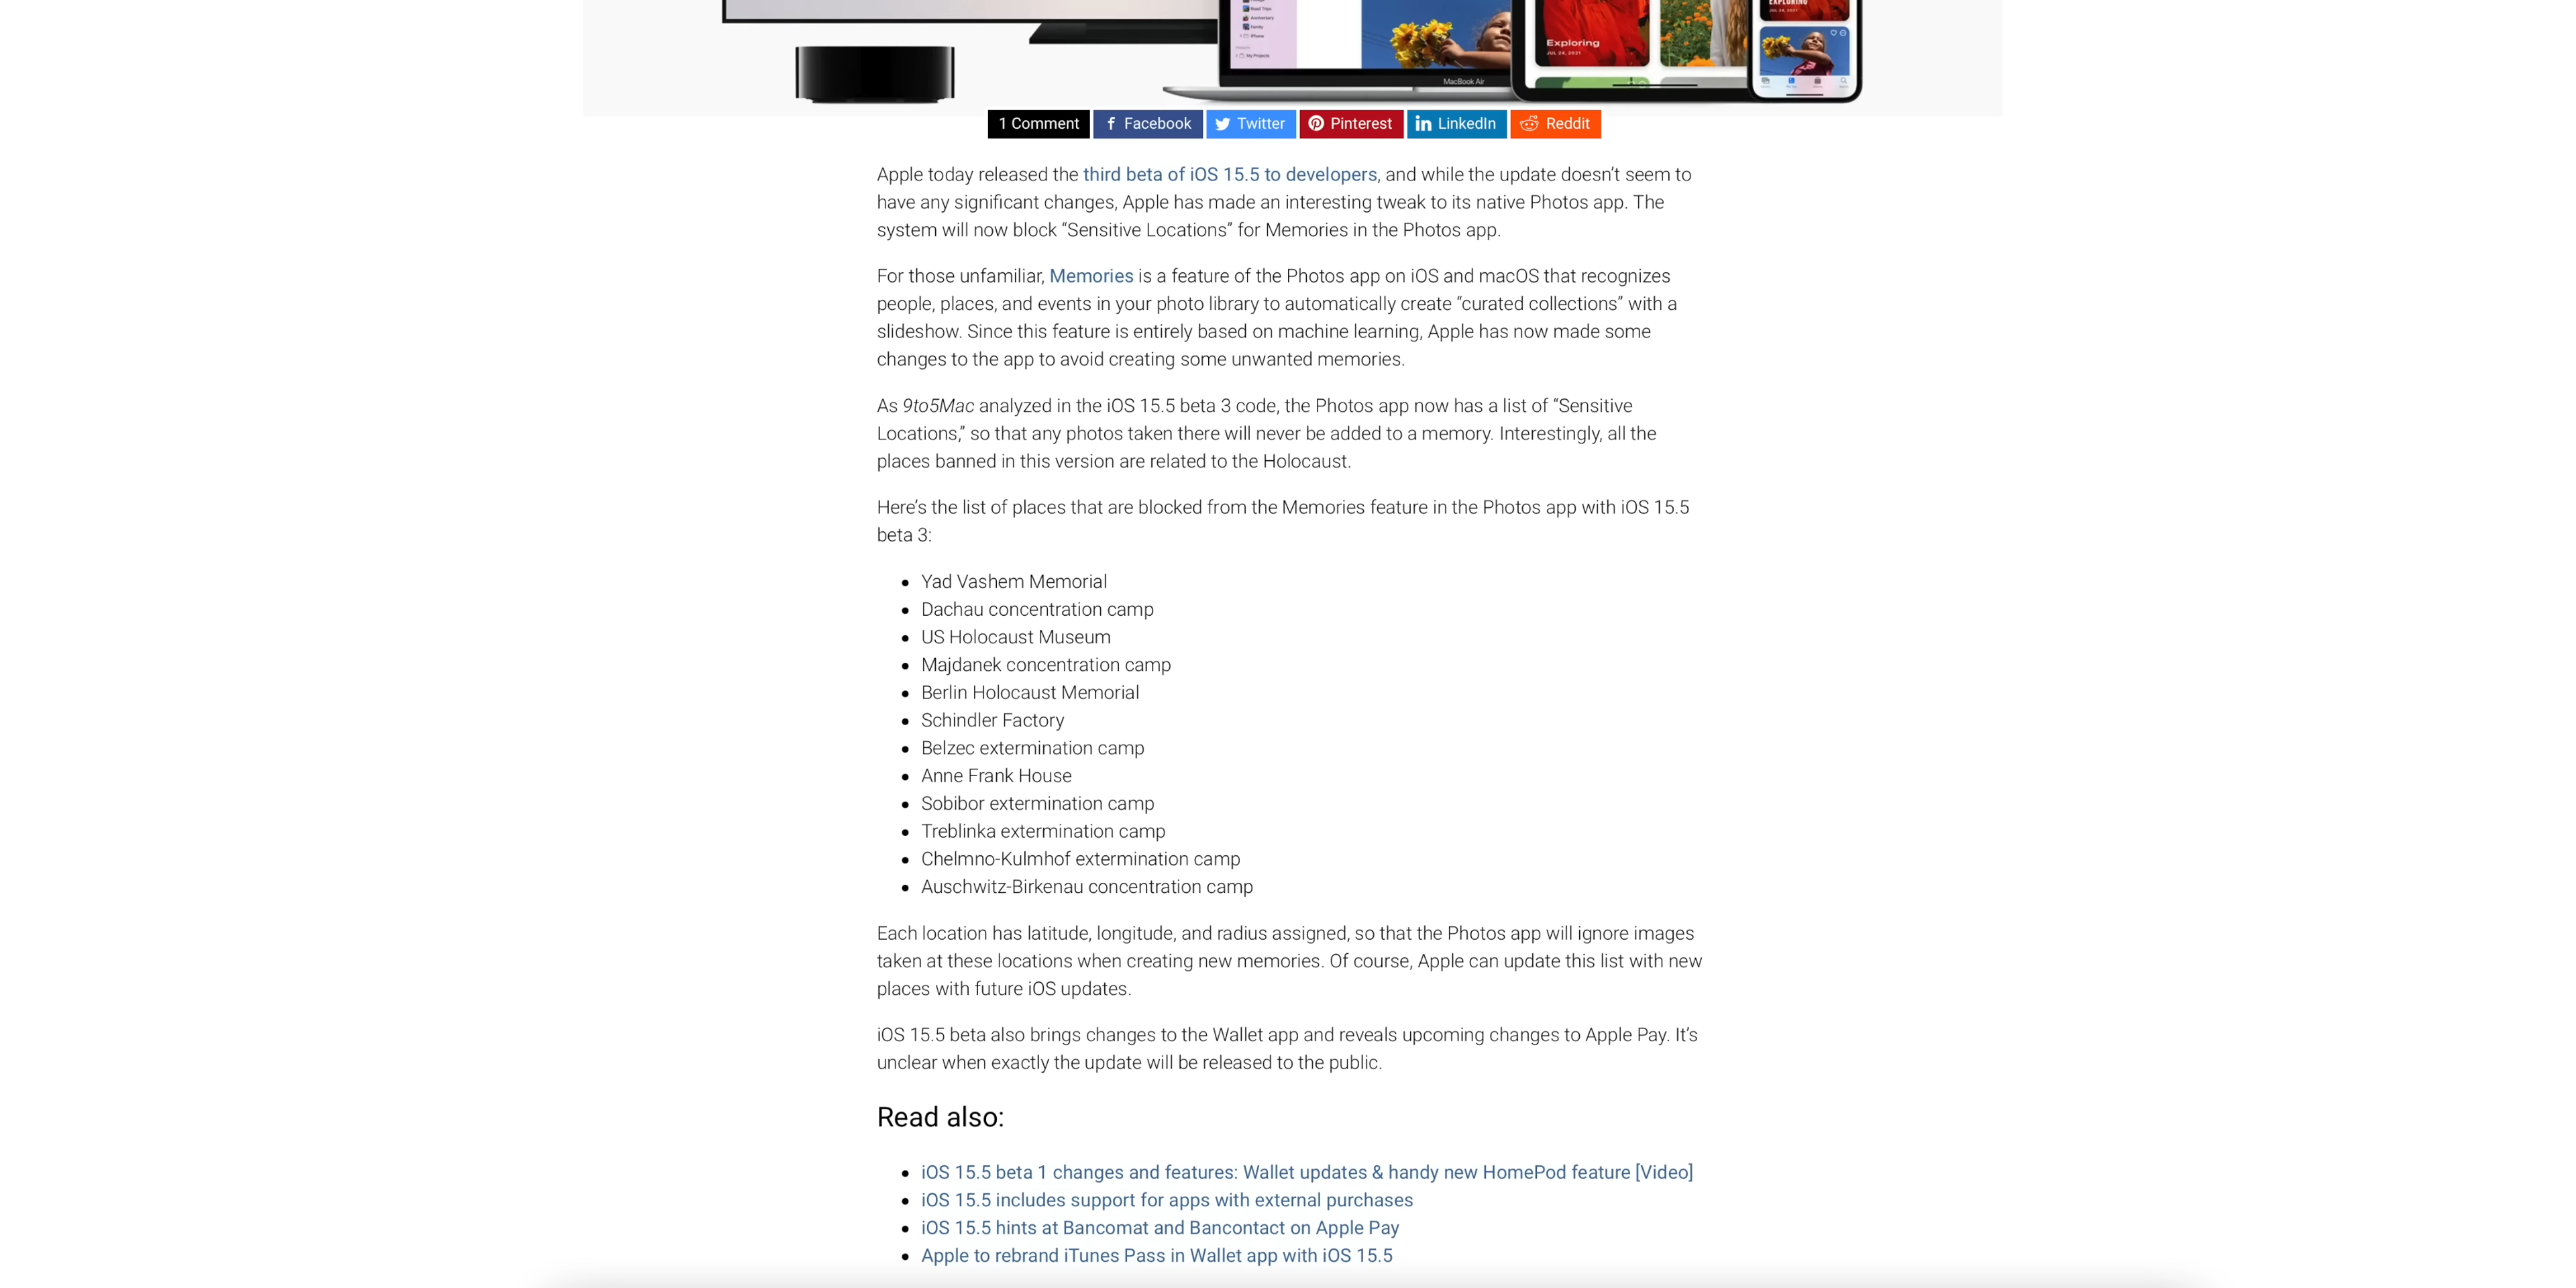 Road Trips
Anniversary
Family
iPhone
My Projects
MacBook Air
Exploring
JUL 24, 2021
EXPLORING
JUL 24, 2021
1 Comment Facebook Twitter Pinterest LinkedIn Reddit
Apple today released the third beta of iOS 15.5 to developers, and while the update doesn’t seem to
have any significant changes, Apple has made an interesting tweak to its native Photos app. The
system will now block “Sensitive Locations” for Memories in the Photos app.
For those unfamiliar, Memories is a feature of the Photos app on iOS and macOS that recognizes
people, places, and events in your photo library to automatically create “curated collections” with a
slideshow. Since this feature is entirely based on machine learning, Apple has now made some
changes to the app to avoid creating some unwanted memories.
As 9to5Mac analyzed in the iOS 15.5 beta 3 code, the Photos app now has a list of “Sensitive
Locations,” so that any photos taken there will never be added to a memory. Interestingly, all the
places banned in this version are related to the Holocaust.
Here’s the list of places that are blocked from the Memories feature in the Photos app with iOS 15.5
beta 3:
• Yad Vashem Memorial
• Dachau concentration camp
• US Holocaust Museum
• Majdanek concentration camp
• Berlin Holocaust Memorial
• Schindler Factory
• Belzec extermination camp
• Anne Frank House
• Sobibor extermination camp
• Treblinka extermination camp
• Chelmno-Kulmhof extermination camp
• Auschwitz-Birkenau concentration camp
Each location has latitude, longitude, and radius assigned, so that the Photos app will ignore images
taken at these locations when creating new memories. Of course, Apple can update this list with new
places with future iOS updates.
iOS 15.5 beta also brings changes to the Wallet app and reveals upcoming changes to Apple Pay. It’s
unclear when exactly the update will be released to the public.
Read also:
• iOS 15.5 beta 1 changes and features: Wallet updates & handy new HomePod feature [Video]
• iOS 15.5 includes support for apps with external purchases
• iOS 15.5 hints at Bancomat and Bancontact on Apple Pay
• Apple to rebrand iTunes Pass in Wallet app with iOS 15.5